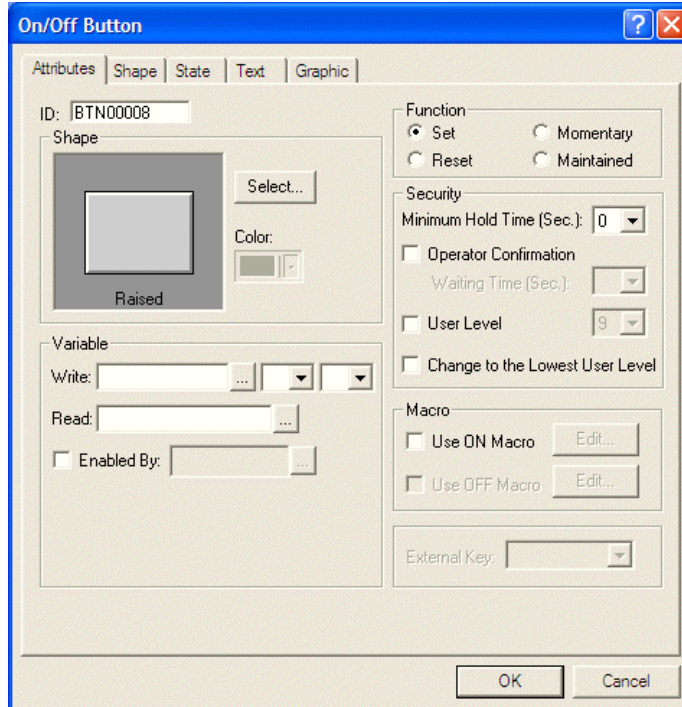 On/Off Button
Attributes Shape State Text Graphic
ID: BTN00008
Shape
Select...
Color:
Raised
Variable
Write: ...
Read: ...
Enabled By: ...
Function
Set Momentary
Reset Maintained
Security
Minimum Hold Time (Sec.): 0
Operator Confirmation
Waiting Time (Sec.):
User Level 9
Change to the Lowest User Level
Macro
Use ON Macro Edit...
Use OFF Macro Edit...
External Key:
OK Cancel